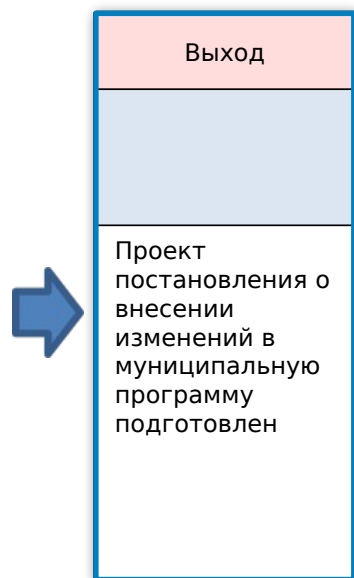 Выход
Проект
постановления о
внесении
изменений в
муниципальную
программу
подготовлен